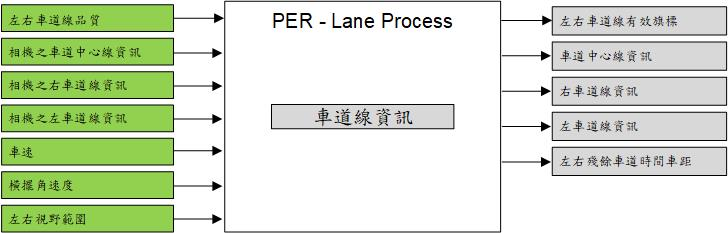 左右車道線品質
相機之車道中心線資訊
相機之右車道線資訊
相機之左車道線資訊
車速
橫擺角速度
左右視野範圍
PER - Lane Process
車道線資訊
左右車道線有效旗標
車道中心線資訊
右車道線資訊
左車道線資訊
左右殘餘車道時間車距